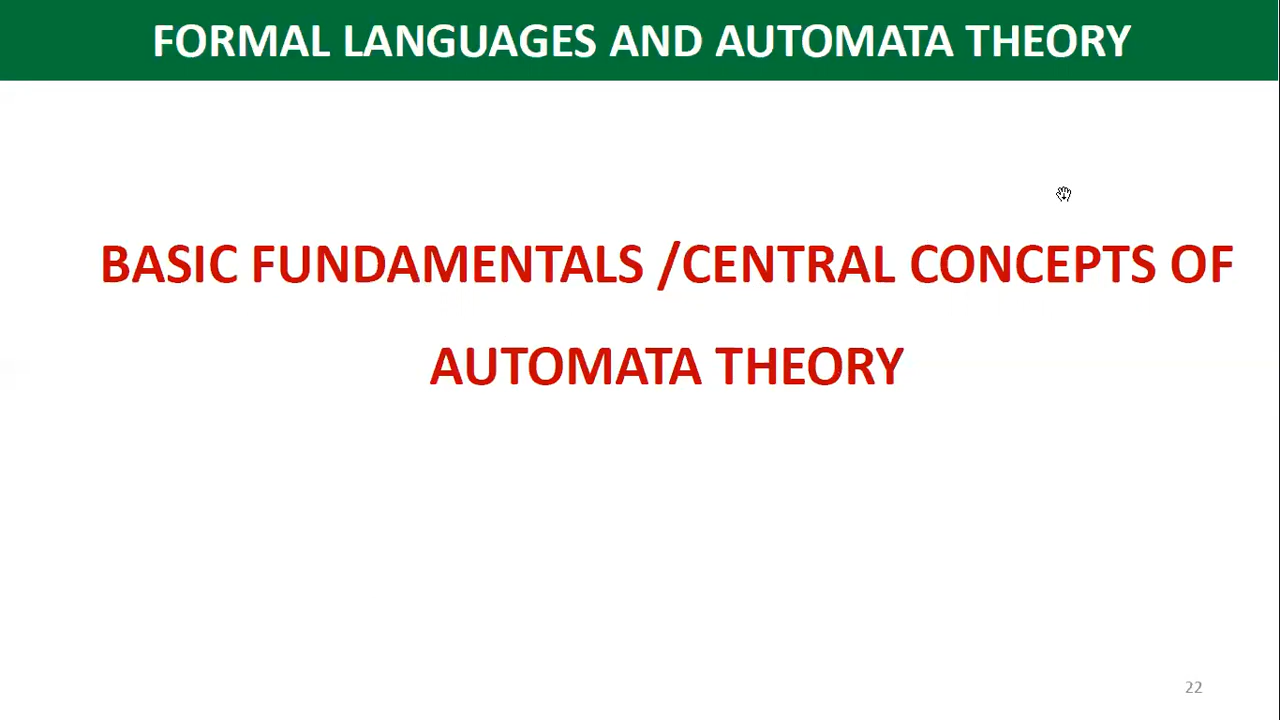 FORMAL LANGUAGES AND AUTOMATA THEORY
BASIC FUNDAMENTALS /CENTRAL CONCEPTS OF
AUTOMATA THEORY
22